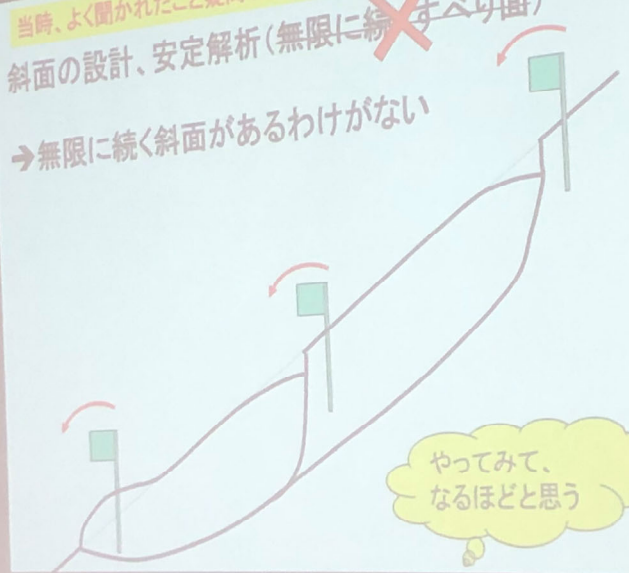 当時、よく聞かれたこと疑問
斜面の設計、安定解析(無限に続すべり面)
→無限に続く斜面があるわけがない
やってみて、
なるほどと思う